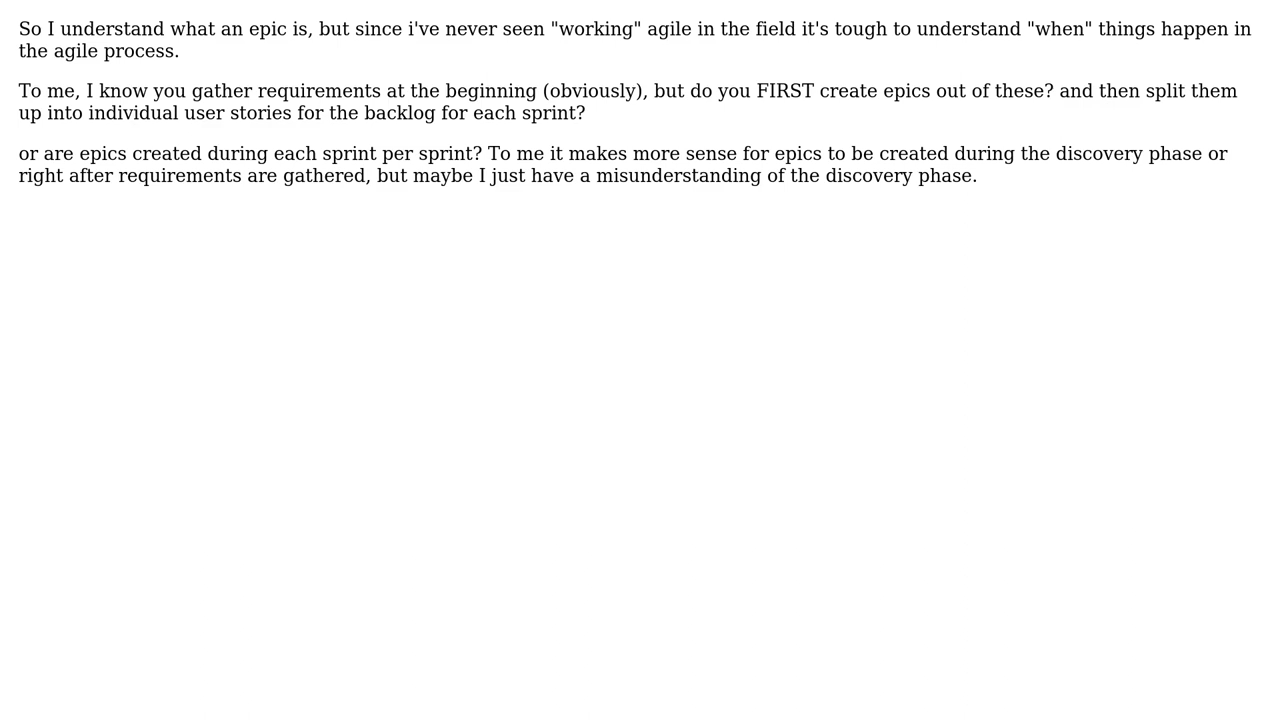 So I understand what an epic is, but since i've never seen "working" agile in the field it's tough to understand "when" things happen in
the agile process.
To me, I know you gather requirements at the beginning (obviously), but do you FIRST create epics out of these? and then split them
up into individual user stories for the backlog for each sprint?
or are epics created during each sprint per sprint? To me it makes more sense for epics to be created during the discovery phase or
right after requirements are gathered, but maybe I just have a misunderstanding of the discovery phase.